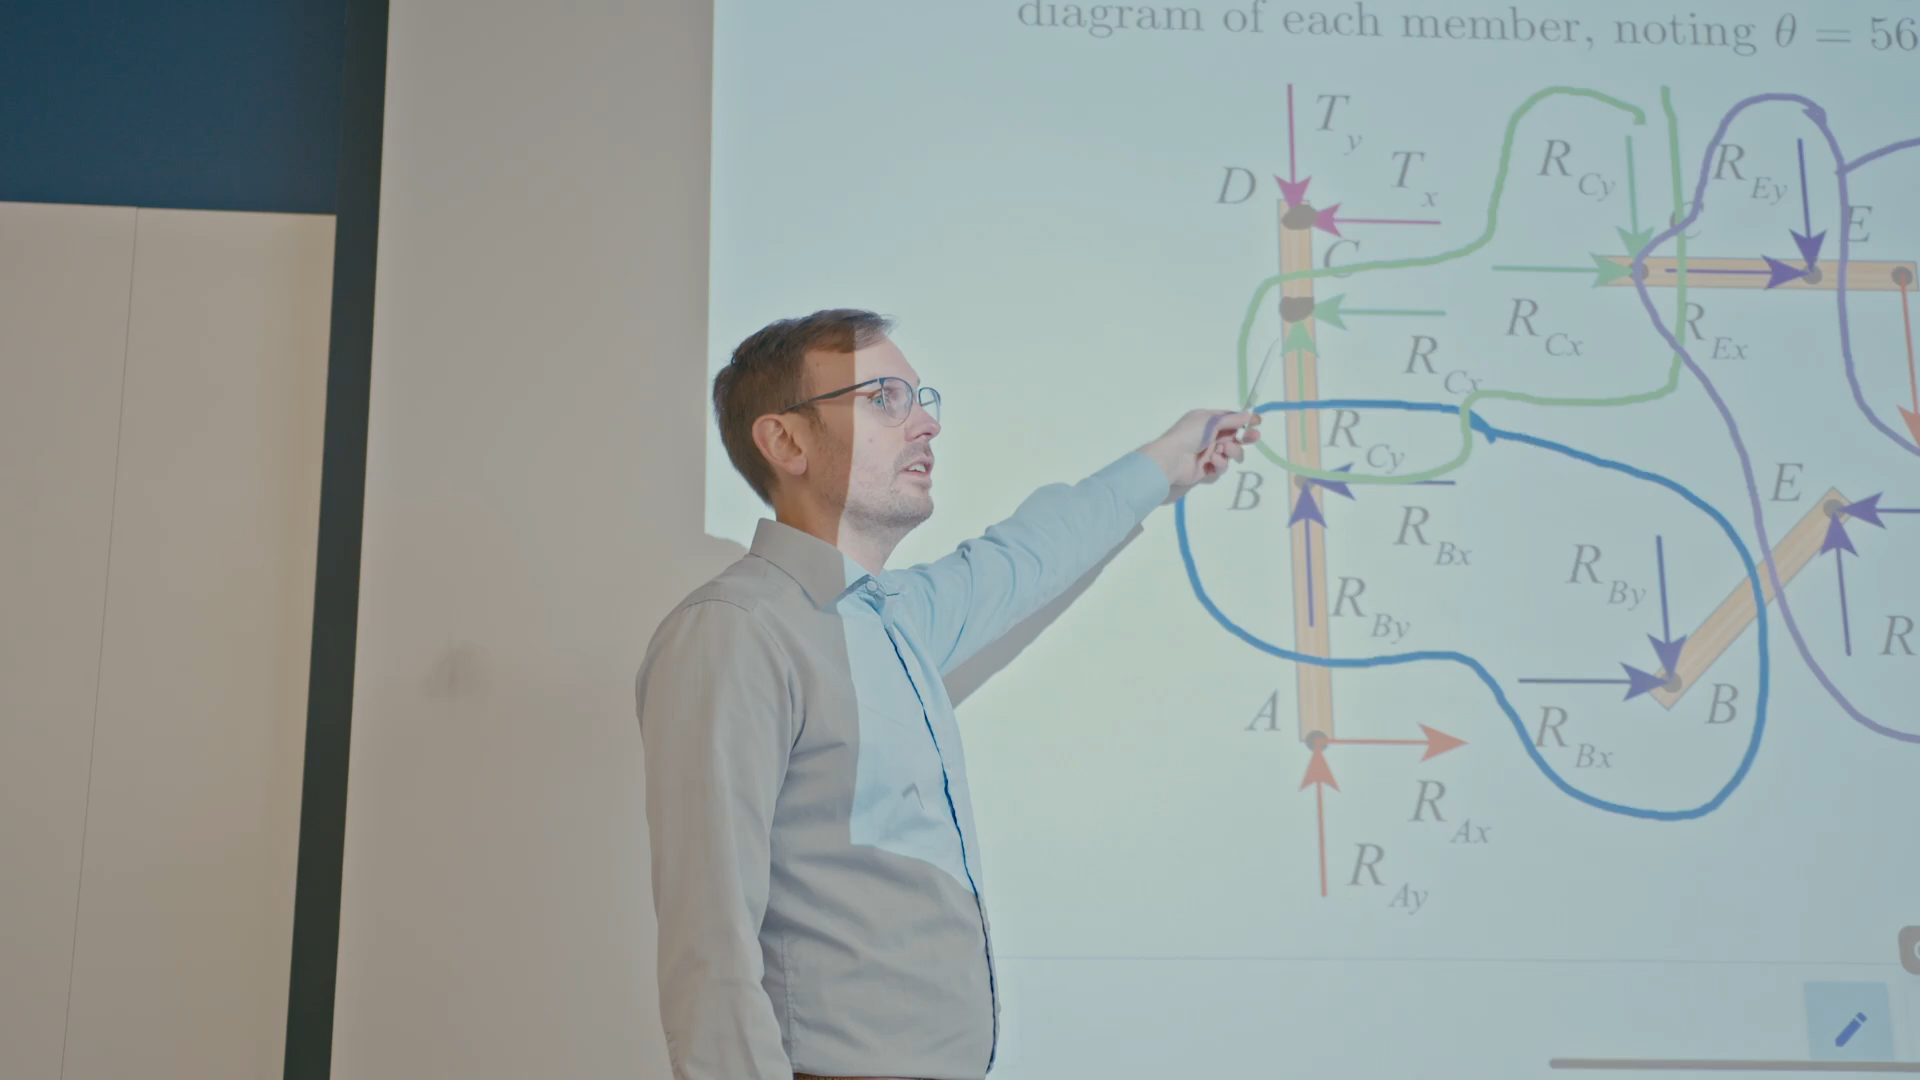 diagram of each member, noting θ = 56
T_y
D
T_x
R_Cy
R_Ey
C
C
E
R_Cx
R_Ex
R_Cx
R_Cy
B
E
R_Bx
R_By
R_By
R
A
B
R_Bx
R_Ax
R_Ay